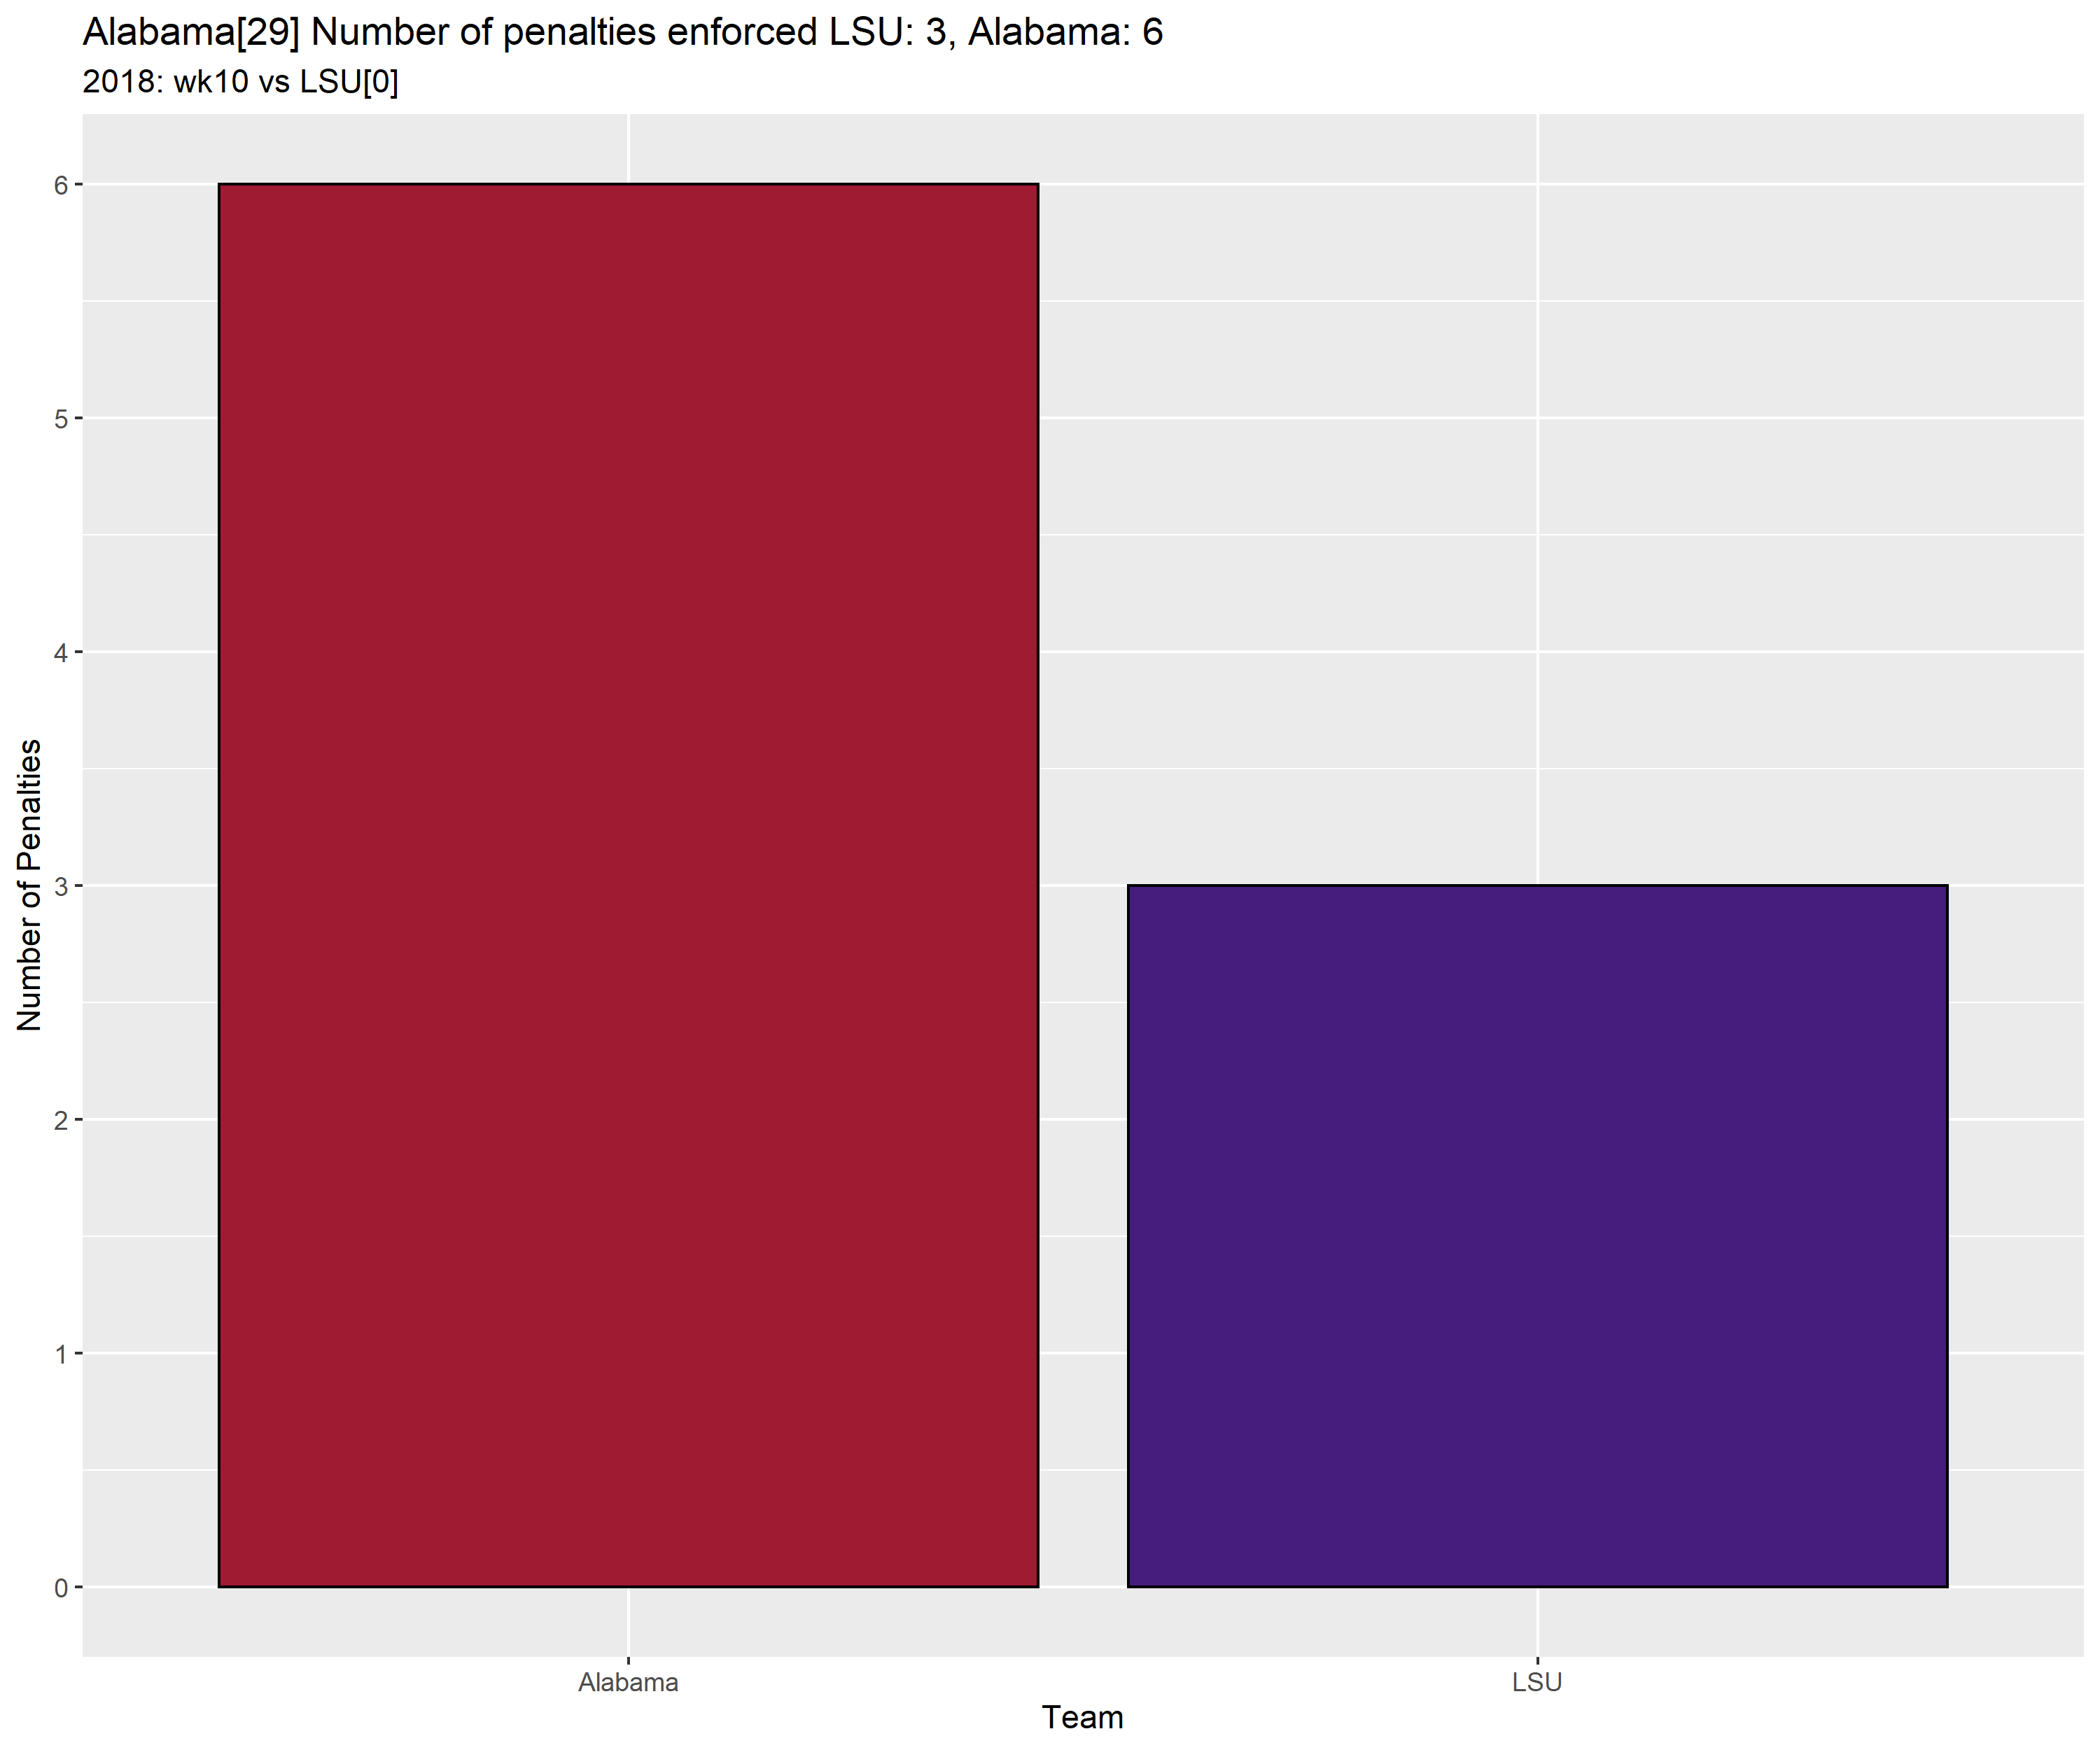 Alabama[29] Number of penalties enforced LSU: 3, Alabama: 6
2018: wk10 vs LSU[0]
Number of Penalties
6
5
4
3
2
1
0
Alabama
LSU
Team